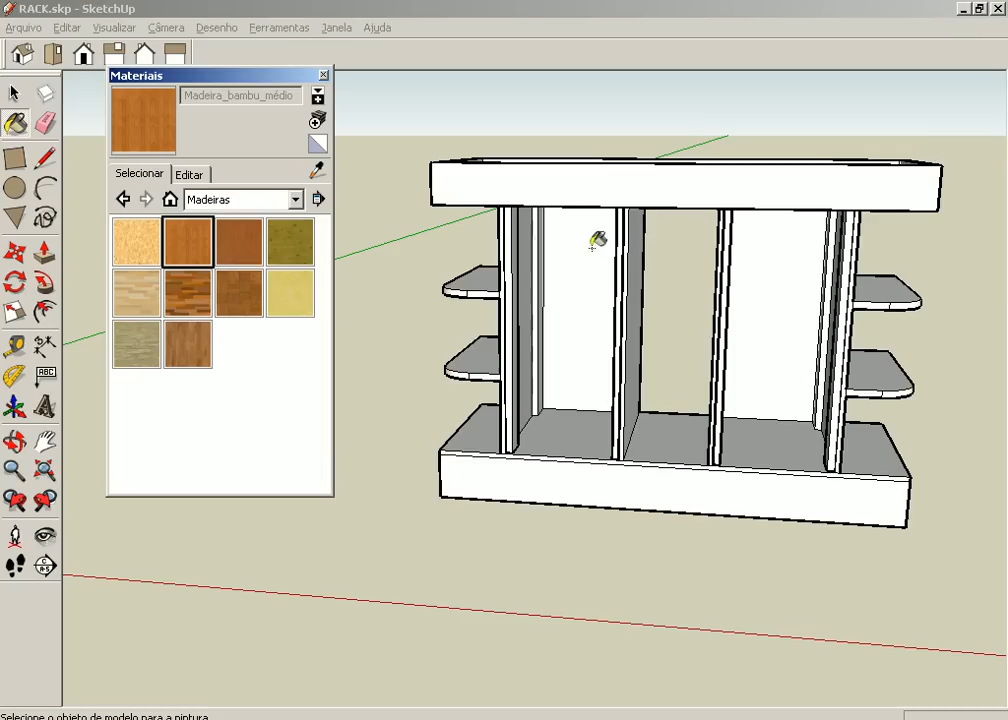 RACK.skp - SketchUp
Arquivo Editar Visualizar Câmera Desenho Ferramentas Janela Ajuda
Materiais
Madeira_bambu_médio
Selecionar Editar
Madeiras
ABC
Selecione o objeto de modelo para a pintura